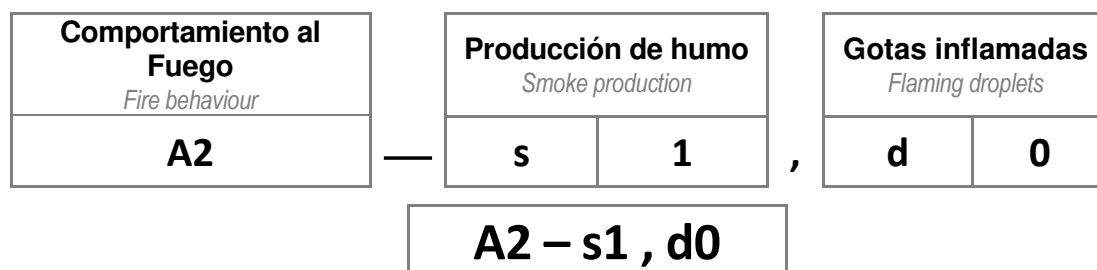 Comportamiento al
Fuego
Fire behaviour
Producción de humo
Smoke production
Gotas inflamadas
Flaming droplets
A2 — s 1 , d 0
A2 – s1 , d0